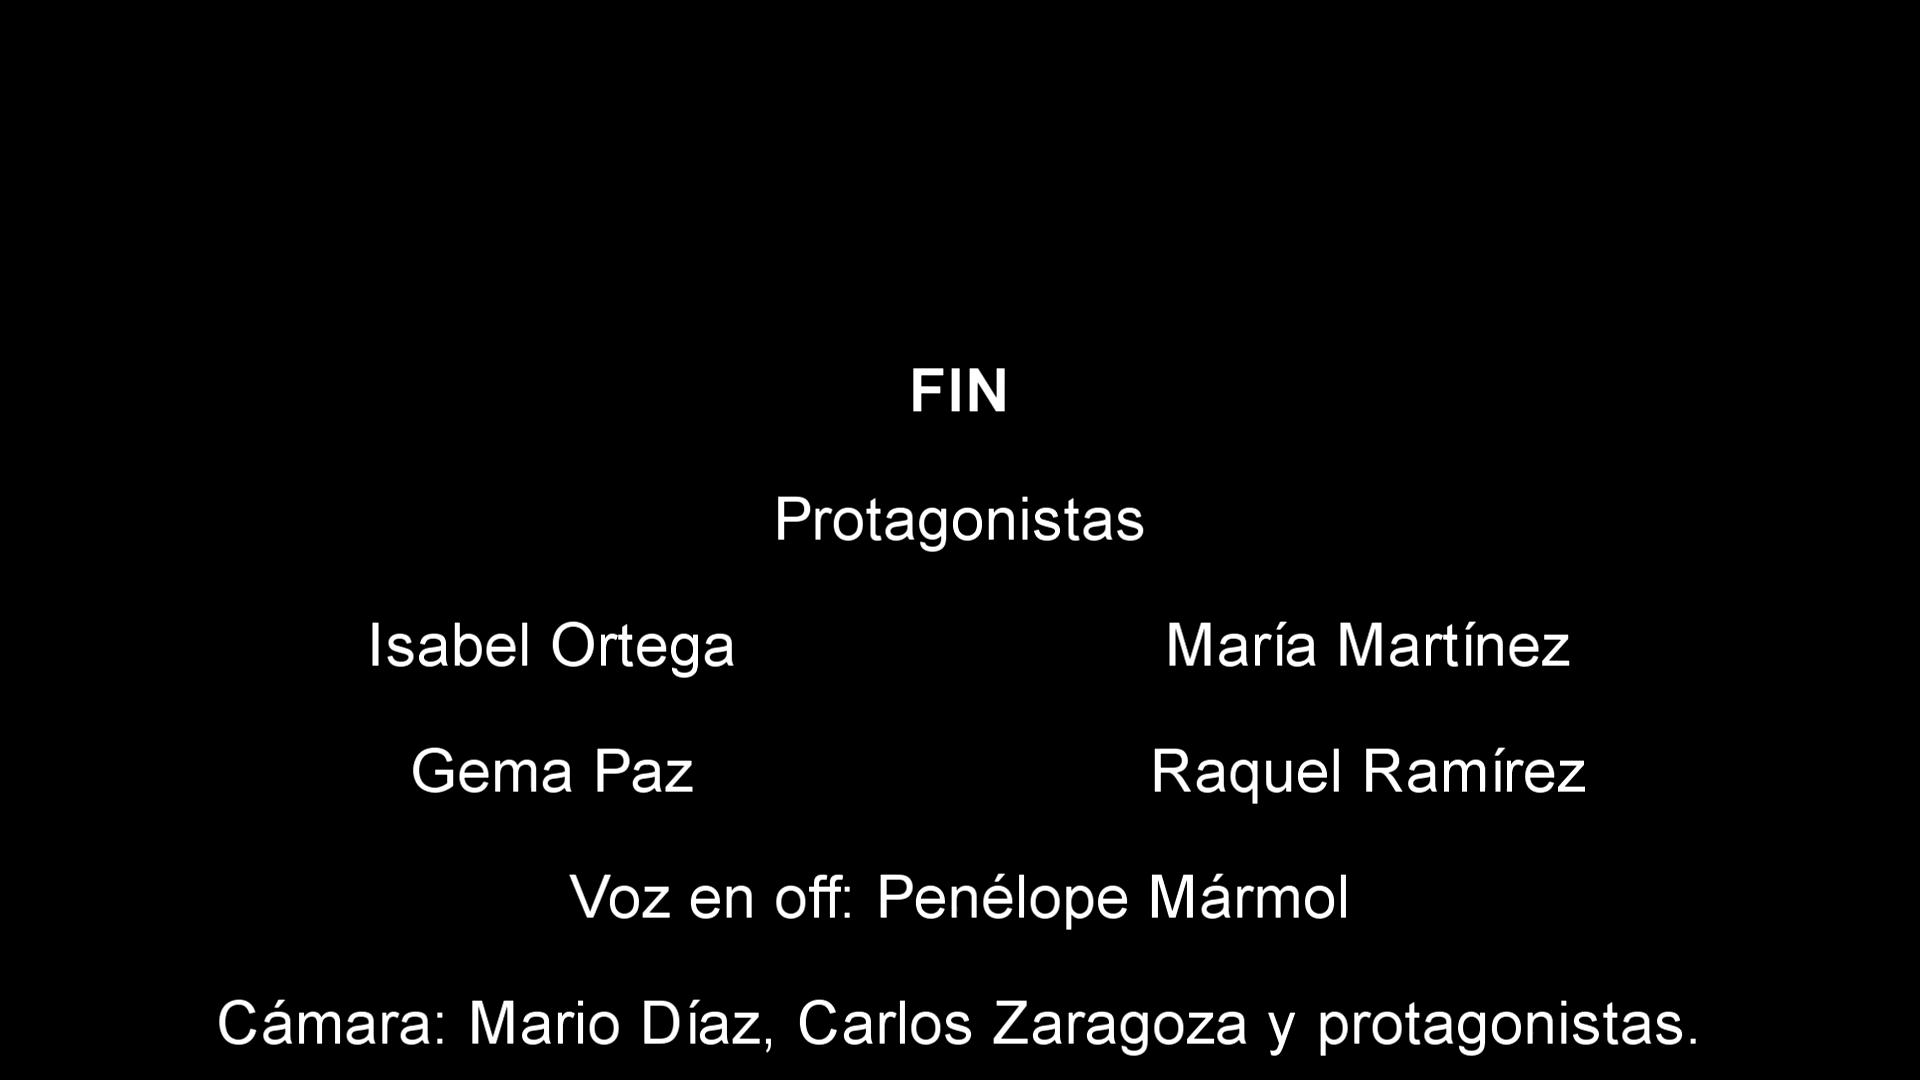 FIN
Protagonistas
Isabel Ortega María Martínez
Gema Paz Raquel Ramírez
Voz en off: Penélope Mármol
Cámara: Mario Díaz, Carlos Zaragoza y protagonistas.